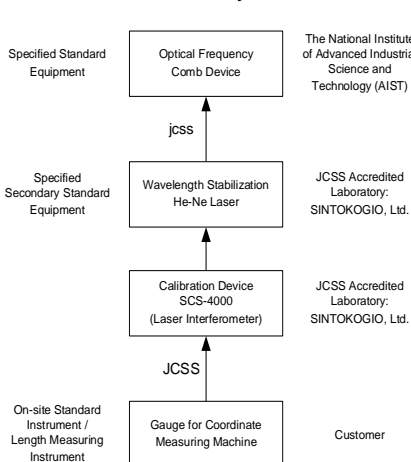 Specified Standard
Equipment
Optical Frequency
Comb Device
The National Institute
of Advanced Industrial
Science and
Technology (AIST)
jcss
Specified
Secondary Standard
Equipment
Wavelength Stabilization
He-Ne Laser
JCSS Accredited
Laboratory:
SINTOKOGIO, Ltd.
Calibration Device
SCS-4000
(Laser Interferometer)
JCSS Accredited
Laboratory:
SINTOKOGIO, Ltd.
JCSS
On-site Standard
Instrument /
Length Measuring
Instrument
Gauge for Coordinate
Measuring Machine
Customer